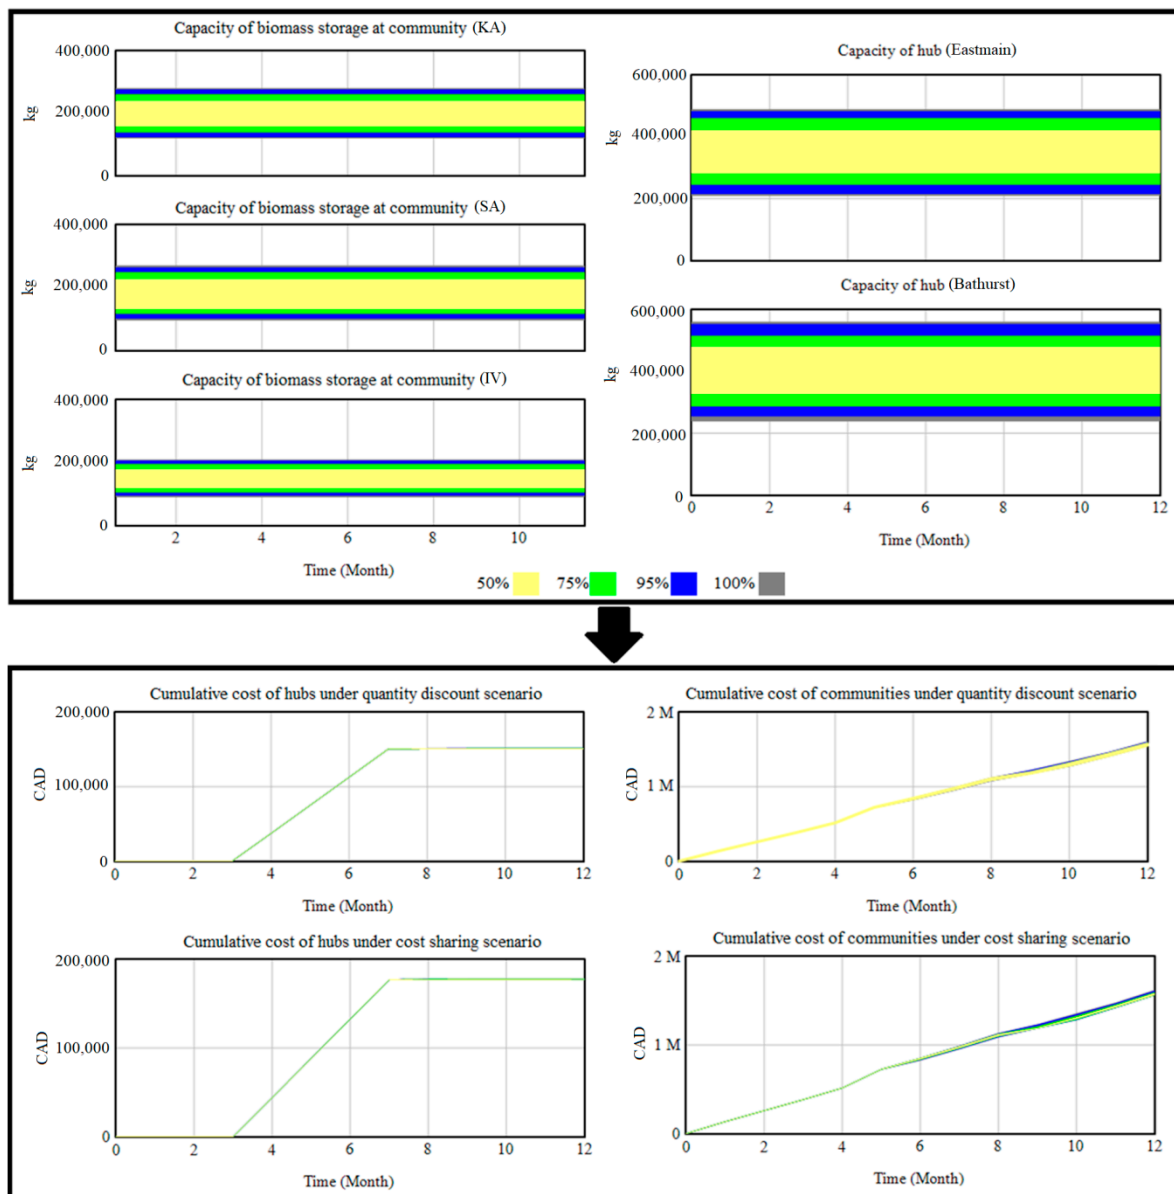 Capacity of biomass storage at community (KA)
400,000
200,000
0
kg
Capacity of biomass storage at community (SA)
400,000
200,000
0
kg
Capacity of biomass storage at community (IV)
400,000
200,000
0
kg
2 4 6 8 10
Time (Month)
Capacity of hub (Eastmain)
600,000
400,000
200,000
0
kg
Capacity of hub (Bathurst)
600,000
400,000
200,000
0
kg
0 2 4 6 8 10 12
Time (Month)
50% 75% 95% 100%
Cumulative cost of hubs under quantity discount scenario
200,000
100,000
0
CAD
0 2 4 6 8 10 12
Time (Month)
Cumulative cost of communities under quantity discount scenario
2 M
1 M
0
CAD
0 2 4 6 8 10 12
Time (Month)
Cumulative cost of hubs under cost sharing scenario
200,000
100,000
0
CAD
0 2 4 6 8 10 12
Time (Month)
Cumulative cost of communities under cost sharing scenario
2 M
1 M
0
CAD
0 2 4 6 8 10 12
Time (Month)